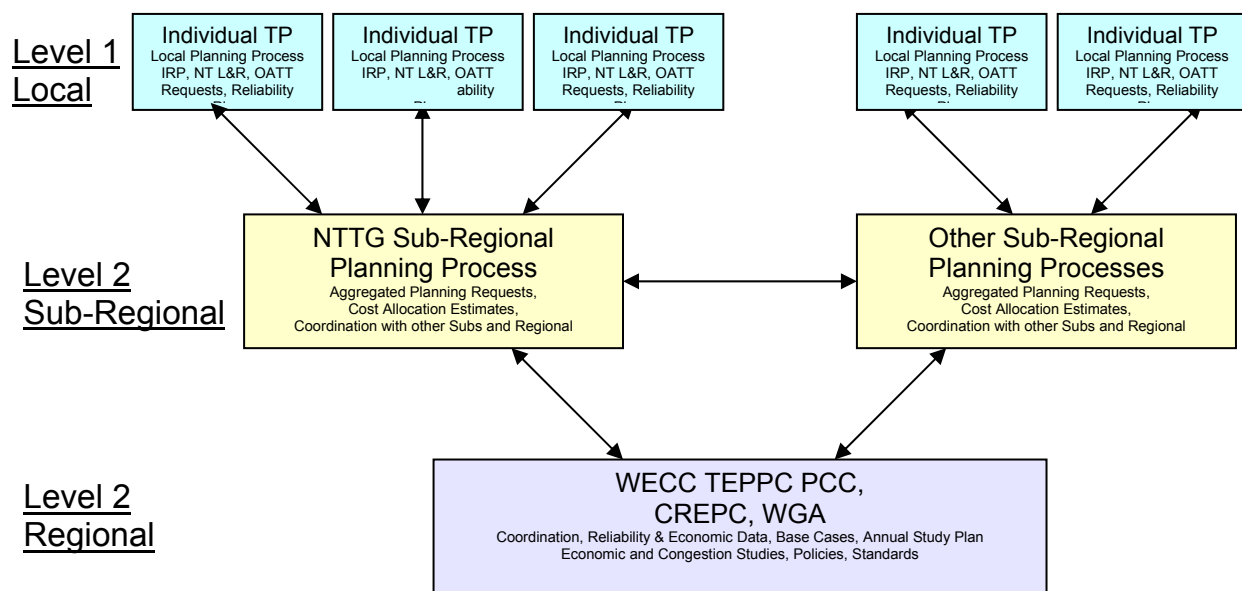 Level 1
Local
Individual TP
Local Planning Process
IRP, NT L&R, OATT
Requests, Reliability
Individual TP
Local Planning Process
IRP, NT L&R, OATT
ability
Individual TP
Local Planning Process
IRP, NT L&R, OATT
Requests, Reliability
Individual TP
Local Planning Process
IRP, NT L&R, OATT
Requests, Reliability
Individual TP
Local Planning Process
IRP, NT L&R, OATT
Requests, Reliability
Level 2
Sub-Regional
NTTG Sub-Regional
Planning Process
Aggregated Planning Requests,
Cost Allocation Estimates,
Coordination with other Subs and Regional
Other Sub-Regional
Planning Processes
Aggregated Planning Requests,
Cost Allocation Estimates,
Coordination with other Subs and Regional
Level 2
Regional
WECC TEPPC PCC,
CREPC, WGA
Coordination, Reliability & Economic Data, Base Cases, Annual Study Plan
Economic and Congestion Studies, Policies, Standards